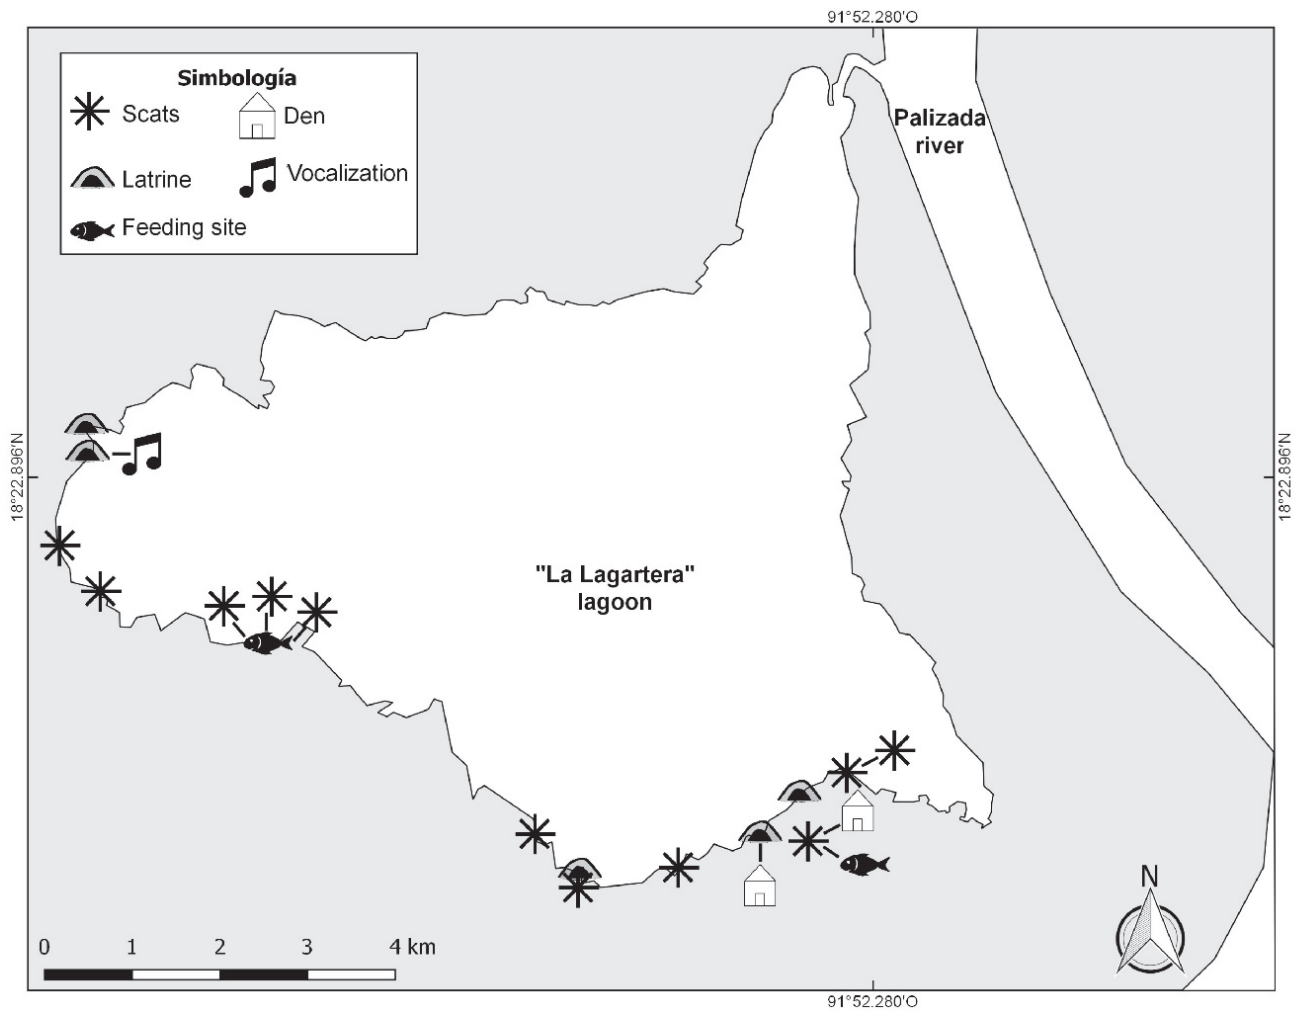 91°52.280'O
Simbología
Scats
Den
Latrine
Vocalization
Feeding site
Palizada
river
18°22.896'N
18°22.896'N
"La Lagartera"
lagoon
N
0 1 2 3 4 km
91°52.280'O